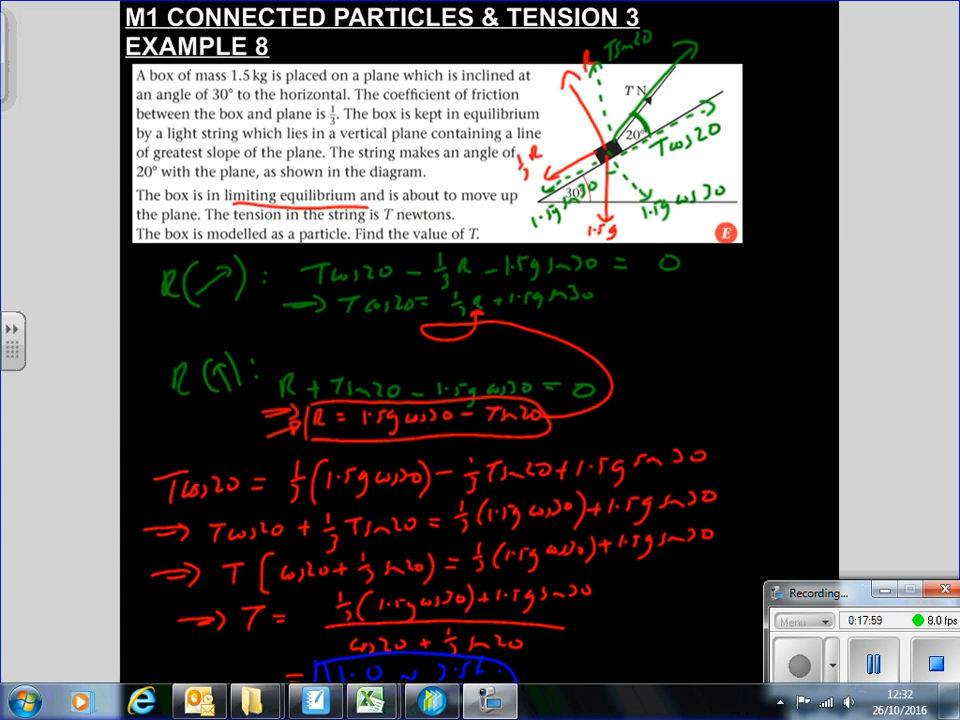 M1 CONNECTED PARTICLES & TENSION 3
EXAMPLE 8
A box of mass 1.5 kg is placed on a plane which is inclined at
an angle of 30° to the horizontal. The coefficient of friction
between the box and plane is 1/3. The box is kept in equilibrium
by a light string which lies in a vertical plane containing a line
of greatest slope of the plane. The string makes an angle of
20° with the plane, as shown in the diagram.
The box is in limiting equilibrium and is about to move up
the plane. The tension in the string is T newtons.
The box is modelled as a particle. Find the value of T.
R
Tsin20
T N
20°
Tcos20
1/3 R
30°
1.5g sin30
1.5g cos30
1.5g
E
R(↗): Tcos20 - 1/3 R - 1.5g sin30 = 0
⇒ Tcos20 = 1/3 R + 1.5g sin30
R(↑): R + Tsin20 - 1.5g cos30 = 0
⇒ R = 1.5g cos30 - Tsin20
Tcos20 = 1/3(1.5g cos30) - 1/3 Tsin20 + 1.5g sin30
⇒ Tcos20 + 1/3 Tsin20 = 1/3(1.5g cos30) + 1.5g sin30
⇒ T[cos20 + 1/3 sin20) = 1/3(1.5g cos30) + 1.5g sin30
⇒ T = 1/3(1.5g cos30) + 1.5g sin30
cos20 + 1/3 sin20
= 11.0 N
Recording...
Menu
0:17:59
8.0 fps
12:32
26/10/2016